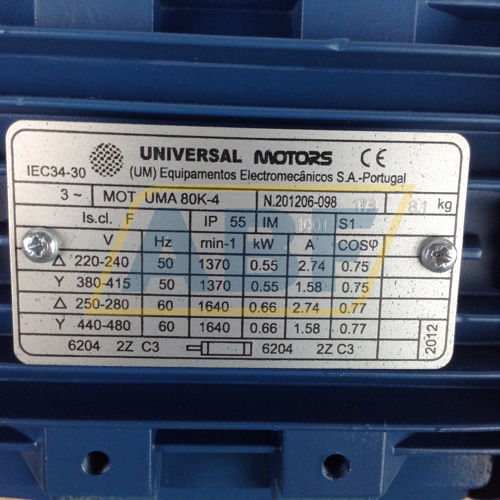 UNIVERSAL MOTORS CE
IEC34-30 (UM) Equipamentos Electromecânicos S.A.-Portugal
3~ MOT UMA 80K-4 N.201206-098 kg
Is.cl. F IP 55 IM 1001 S1
V Hz min-1 kW A COSφ
Δ 220-240 50 1370 0.55 2.74 0.75
Y 380-415 50 1370 0.55 1.58 0.75
Δ 250-280 60 1640 0.66 2.74 0.77
Y 440-480 60 1640 0.66 1.58 0.77
6204 2Z C3 6204 2Z C3
2012